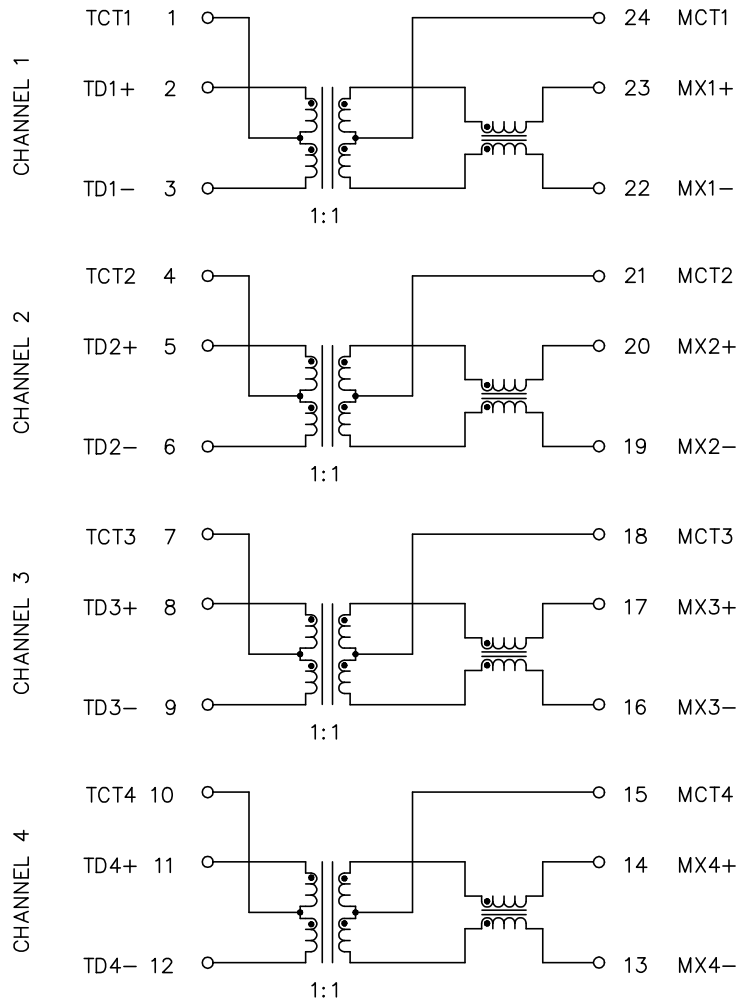 CHANNEL 1
TCT1 1 24 MCT1
TD1+ 2 23 MX1+
TD1− 3 22 MX1−
1:1
CHANNEL 2
TCT2 4 21 MCT2
TD2+ 5 20 MX2+
TD2− 6 19 MX2−
1:1
CHANNEL 3
TCT3 7 18 MCT3
TD3+ 8 17 MX3+
TD3− 9 16 MX3−
1:1
CHANNEL 4
TCT4 10 15 MCT4
TD4+ 11 14 MX4+
TD4− 12 13 MX4−
1:1